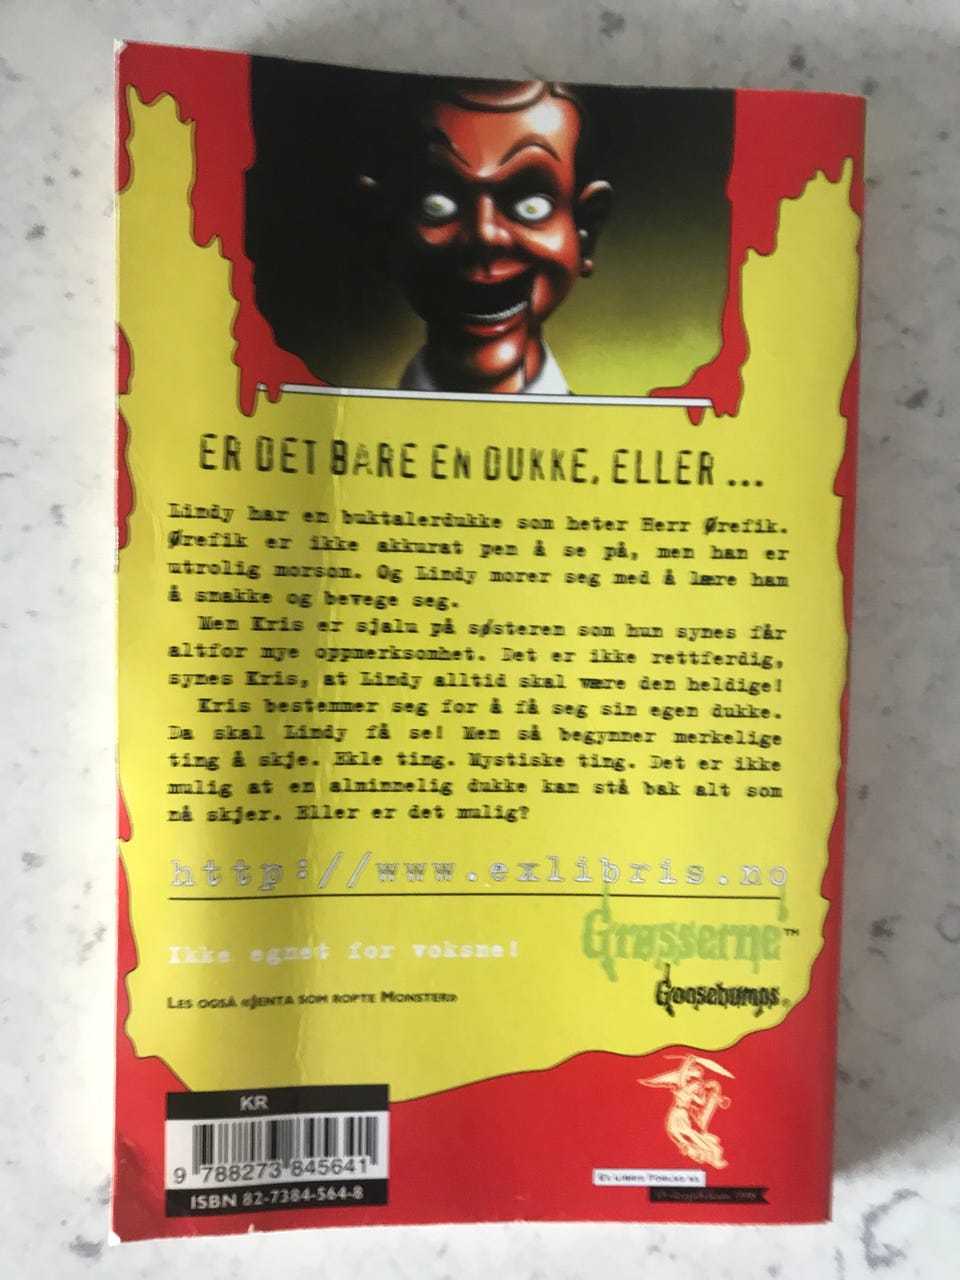 ER DET BARE EN DUKKE, ELLER ...
Lindy har en buktalerdukke som heter Herr Ørefik.
Ørefik er ikke akkurat pen å se på, men han er
utrolig morsom. Og Lindy morer seg med å lære ham
å snakke og bevege seg.
Men Kris er sjalu på søsteren som hun synes får
altfor mye oppmerksomhet. Det er ikke rettferdig,
synes Kris, at Lindy alltid skal være den heldige!
Kris bestemmer seg for å få seg sin egen dukke.
Da skal Lindy få se! Men så begynner merkelige
ting å skje. Ekle ting. Mystiske ting. Det er ikke
mulig at en alminnelig dukke kan stå bak alt som
nå skjer. Eller er det mulig?
http://www.exlibris.no
Grøsserne™
Ikke egnet for voksne!
Goosebumps®
LES OGSÅ «JENTA SOM ROPTE MONSTER»
KR
9 788273 845641
ISBN 82-7384-564-8
EX LIBRIS FORLAG AS